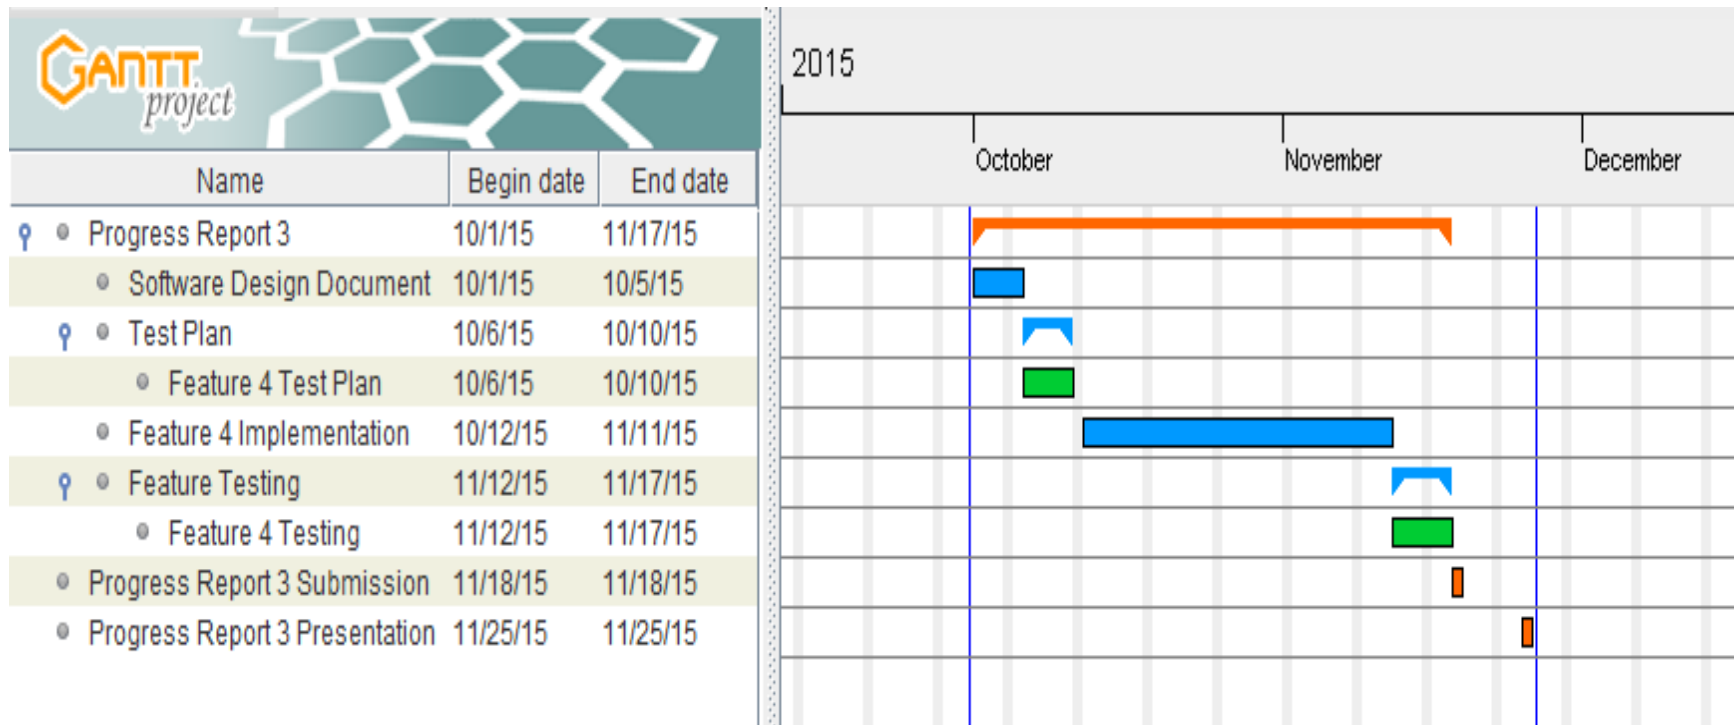 GANTT
project
2015
October November December
Name Begin date End date
Progress Report 3 10/1/15 11/17/15
Software Design Document 10/1/15 10/5/15
Test Plan 10/6/15 10/10/15
Feature 4 Test Plan 10/6/15 10/10/15
Feature 4 Implementation 10/12/15 11/11/15
Feature Testing 11/12/15 11/17/15
Feature 4 Testing 11/12/15 11/17/15
Progress Report 3 Submission 11/18/15 11/18/15
Progress Report 3 Presentation 11/25/15 11/25/15